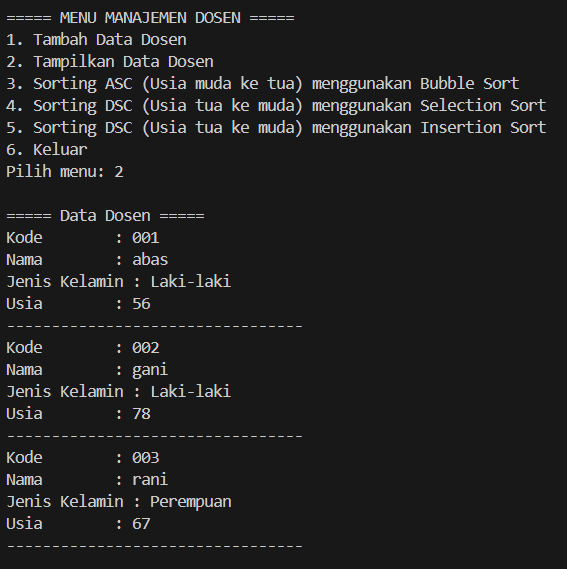 ===== MENU MANAJEMEN DOSEN =====
1. Tambah Data Dosen
2. Tampilkan Data Dosen
3. Sorting ASC (Usia muda ke tua) menggunakan Bubble Sort
4. Sorting DSC (Usia tua ke muda) menggunakan Selection Sort
5. Sorting DSC (Usia tua ke muda) menggunakan Insertion Sort
6. Keluar
Pilih menu: 2

===== Data Dosen =====
Kode        : 001
Nama        : abas
Jenis Kelamin : Laki-laki
Usia        : 56
---------------------------------
Kode        : 002
Nama        : gani
Jenis Kelamin : Laki-laki
Usia        : 78
---------------------------------
Kode        : 003
Nama        : rani
Jenis Kelamin : Perempuan
Usia        : 67
---------------------------------